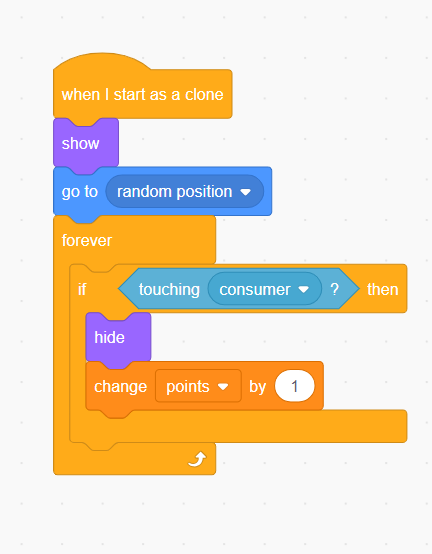 when I start as a clone
show
go to random position
forever
if touching consumer ? then
hide
change points by 1